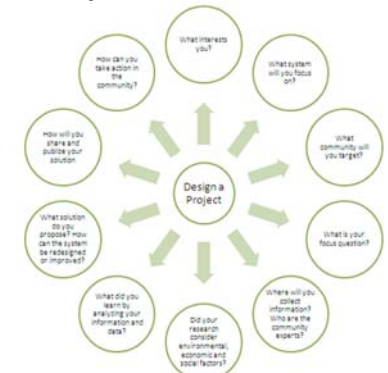 What interests
you?
What system
will you focus
on?
What
community will
you target?
What is your
focus question?
Where will you
collect
information?
Who are the
community
experts?
Did your
research
consider
environmental,
economic and
social factors?
What did you
learn by
analyzing your
information and
data?
What solution
do you
propose? How
can the system
be redesigned
or improved?
How will you
share and
publize your
solution
How can you
take action in
the
community?
Design a
Project